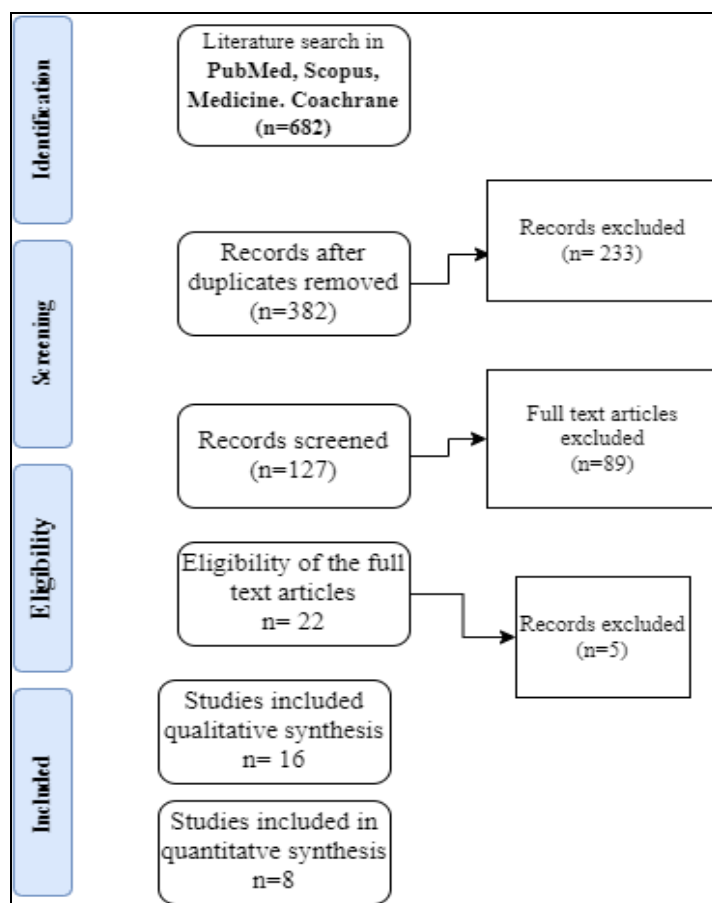 Identification
Literature search in
PubMed, Scopus,
Medicine. Coachrane
(n=682)
Screening
Records after
duplicates removed
(n=382)
Records excluded
(n= 233)
Records screened
(n=127)
Full text articles
excluded
(n=89)
Eligibility
Eligibility of the full
text articles
n= 22
Records excluded
(n=5)
Included
Studies included
qualitative synthesis
n= 16
Studies included in
quantitatve synthesis
n=8